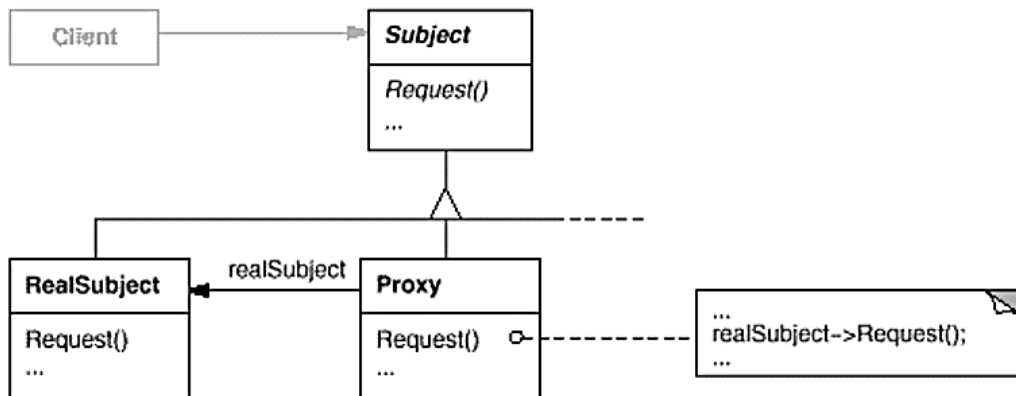 Client
Subject
Request()
...
RealSubject
Request()
...
realSubject
Proxy
Request()
...
...
realSubject->Request();
...